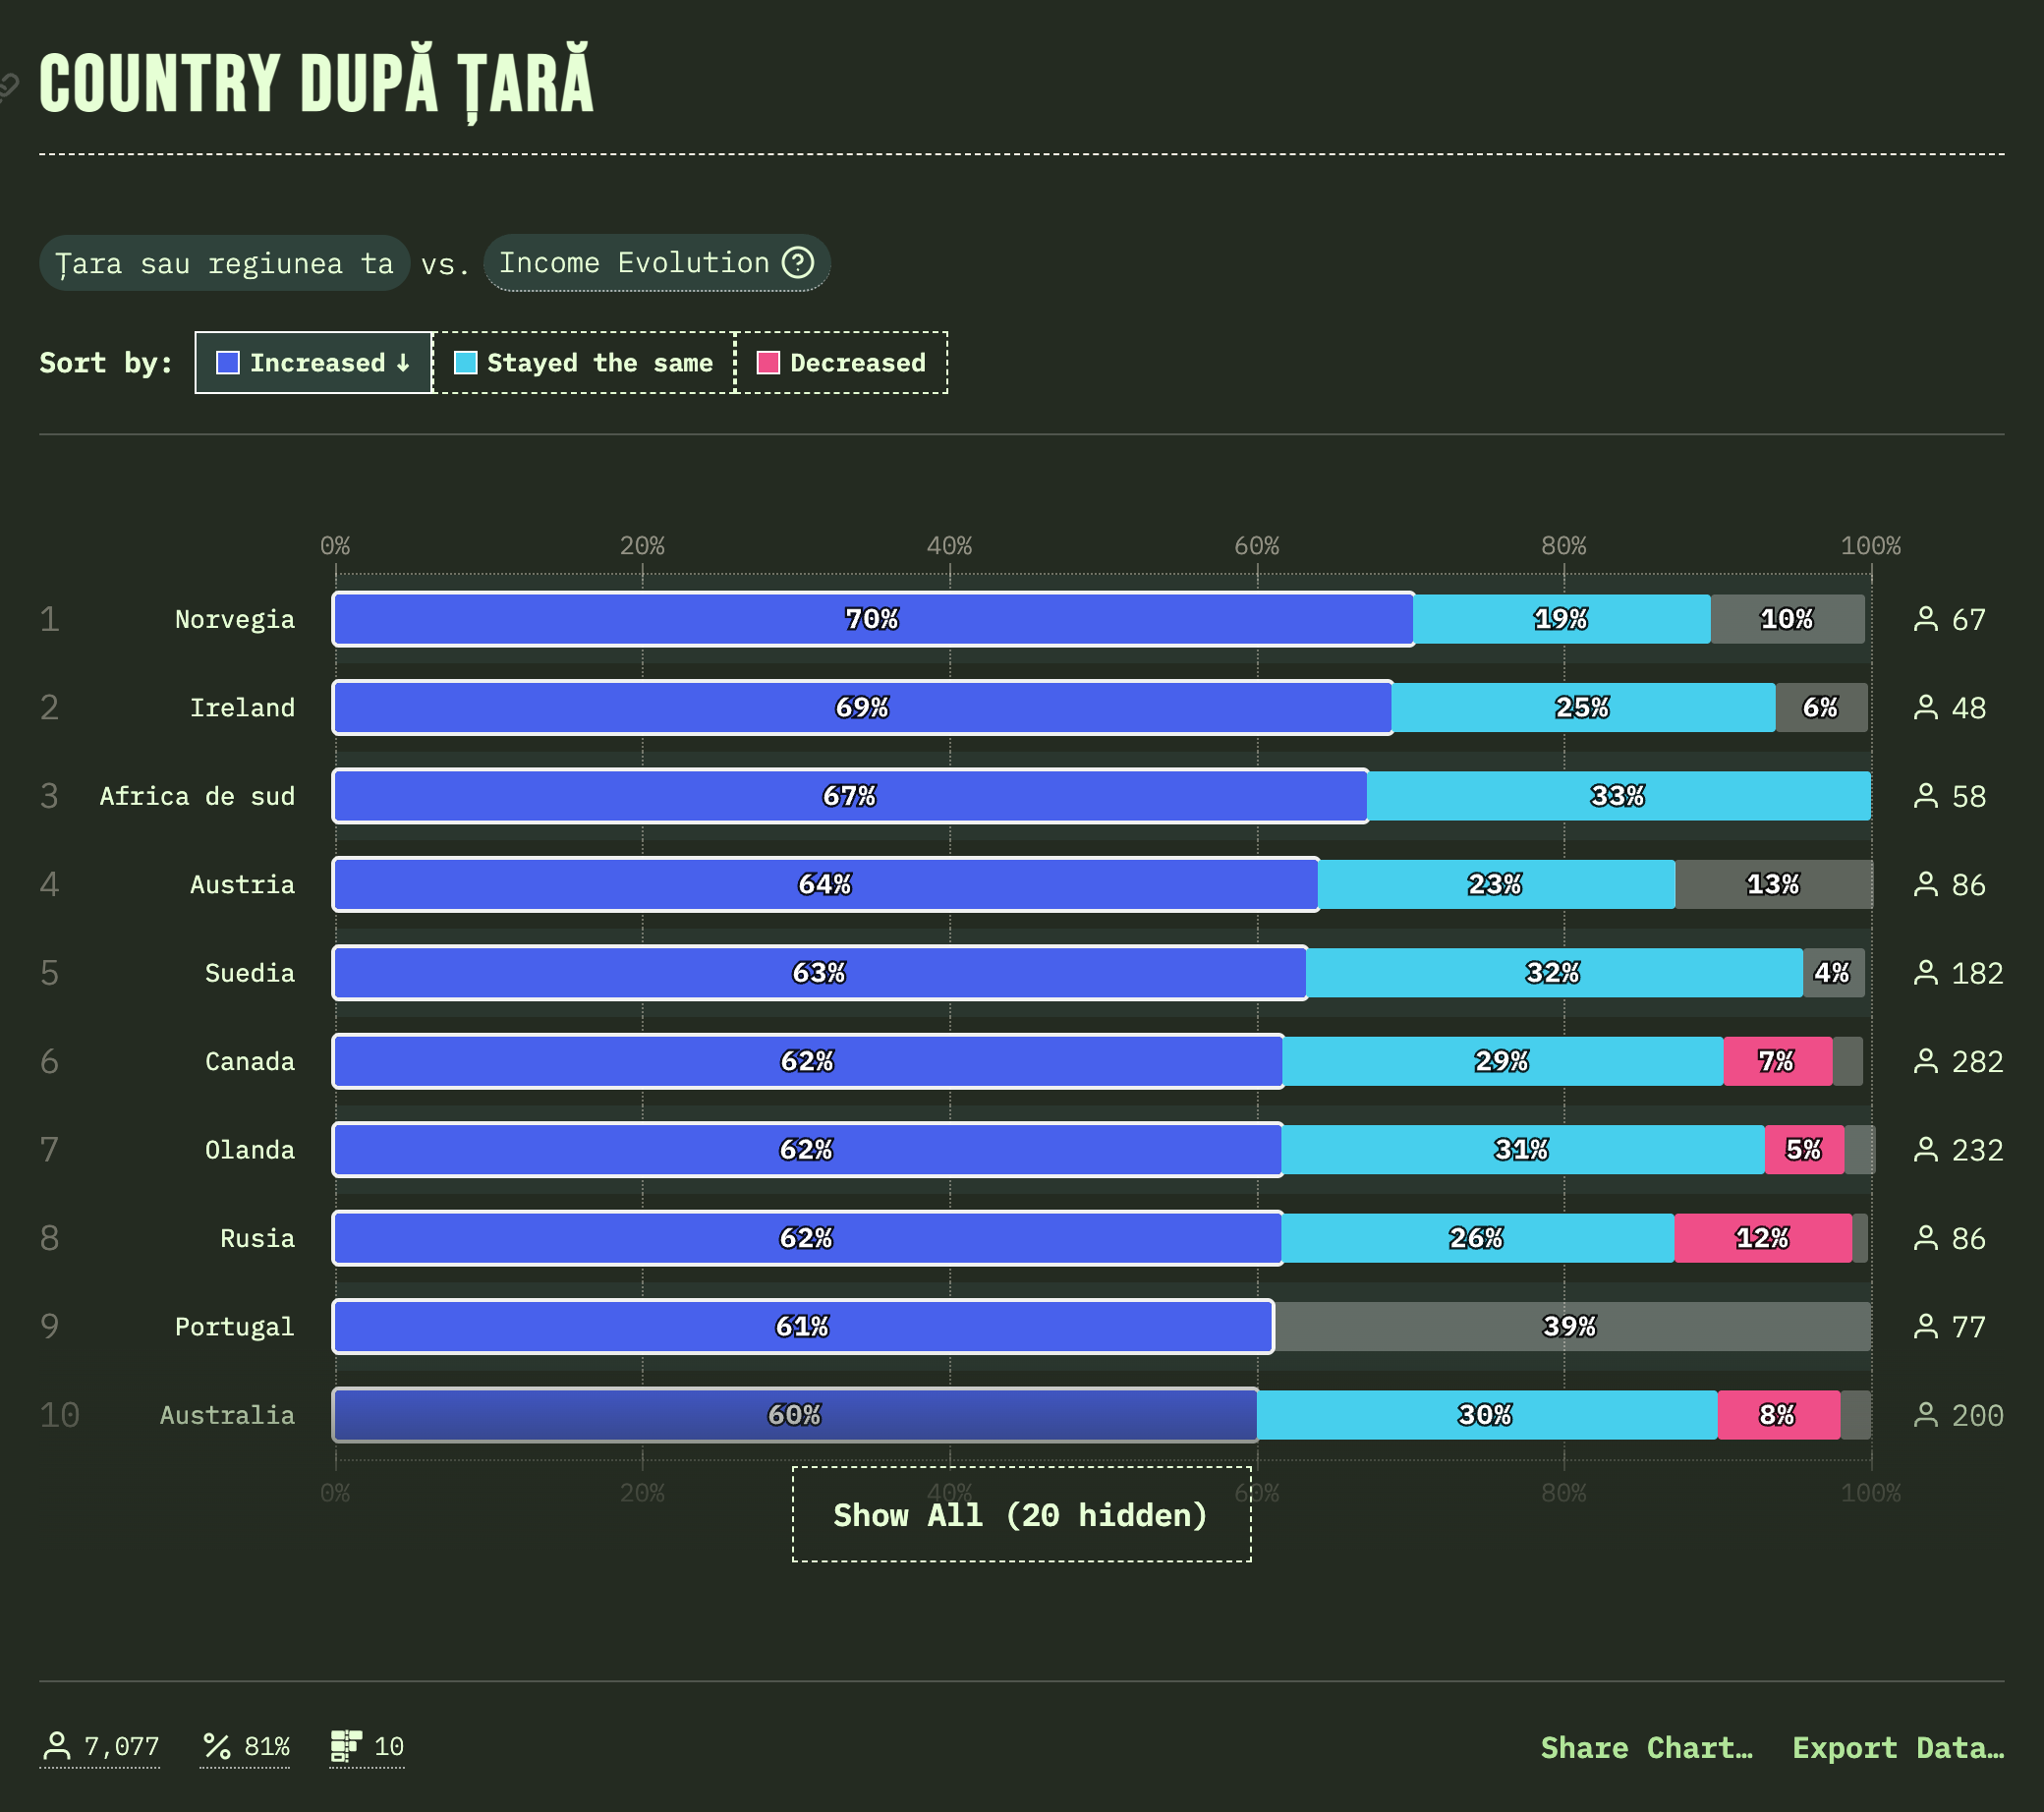 COUNTRY DUPĂ ȚARĂ
Țara sau regiunea ta vs. Income Evolution ?
Sort by: Increased ↓ Stayed the same Decreased
0% 20% 40% 60% 80% 100%
1 Norvegia 70% 19% 10% 67
2 Ireland 69% 25% 6% 48
3 Africa de sud 67% 33% 58
4 Austria 64% 23% 13% 86
5 Suedia 63% 32% 4% 182
6 Canada 62% 29% 7% 282
7 Olanda 62% 31% 5% 232
8 Rusia 62% 26% 12% 86
9 Portugal 61% 39% 77
10 Australia 60% 30% 8% 200
0% 20% 40% 60% 80% 100%
Show All (20 hidden)
7,077 % 81% 10 Share Chart… Export Data…